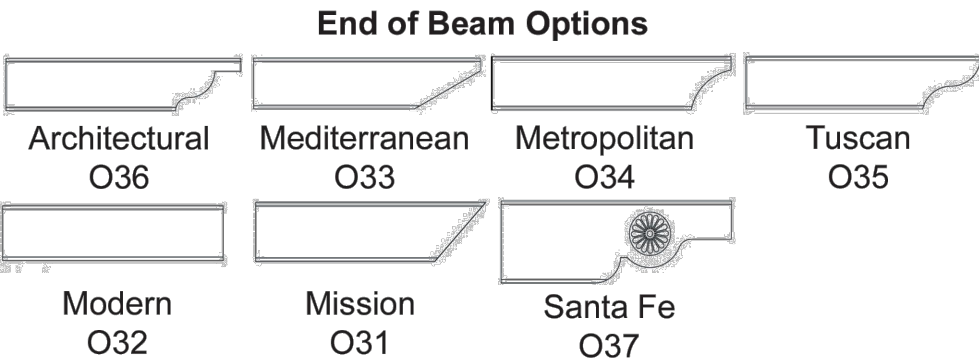 End of Beam Options
Architectural
O36
Mediterranean
O33
Metropolitan
O34
Tuscan
O35
Modern
O32
Mission
O31
Santa Fe
O37